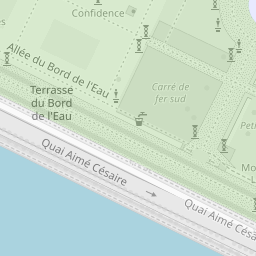 Confidence
Allée du Bord de l'Eau
Terrasse
du Bord
de l'Eau
Carré de
fer sud
Quai Aimé Césaire
Quai Aimé Césa